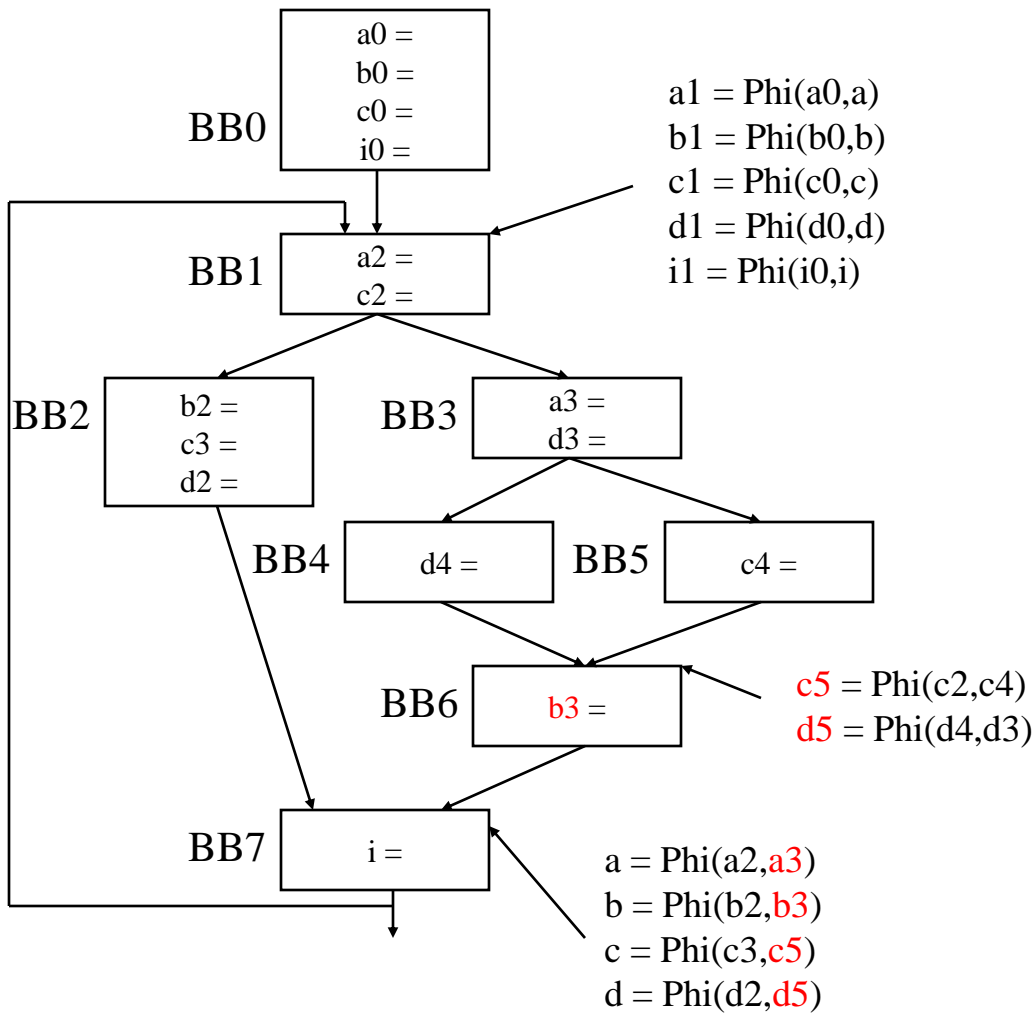 a0 =
b0 =
c0 =
i0 =
BB0
a1 = Phi(a0,a)
b1 = Phi(b0,b)
c1 = Phi(c0,c)
d1 = Phi(d0,d)
i1 = Phi(i0,i)
BB1
a2 =
c2 =
BB2
b2 =
c3 =
d2 =
BB3
a3 =
d3 =
BB4
d4 =
BB5
c4 =
BB6
b3 =
c5 = Phi(c2,c4)
d5 = Phi(d4,d3)
BB7
i =
a = Phi(a2,a3)
b = Phi(b2,b3)
c = Phi(c3,c5)
d = Phi(d2,d5)